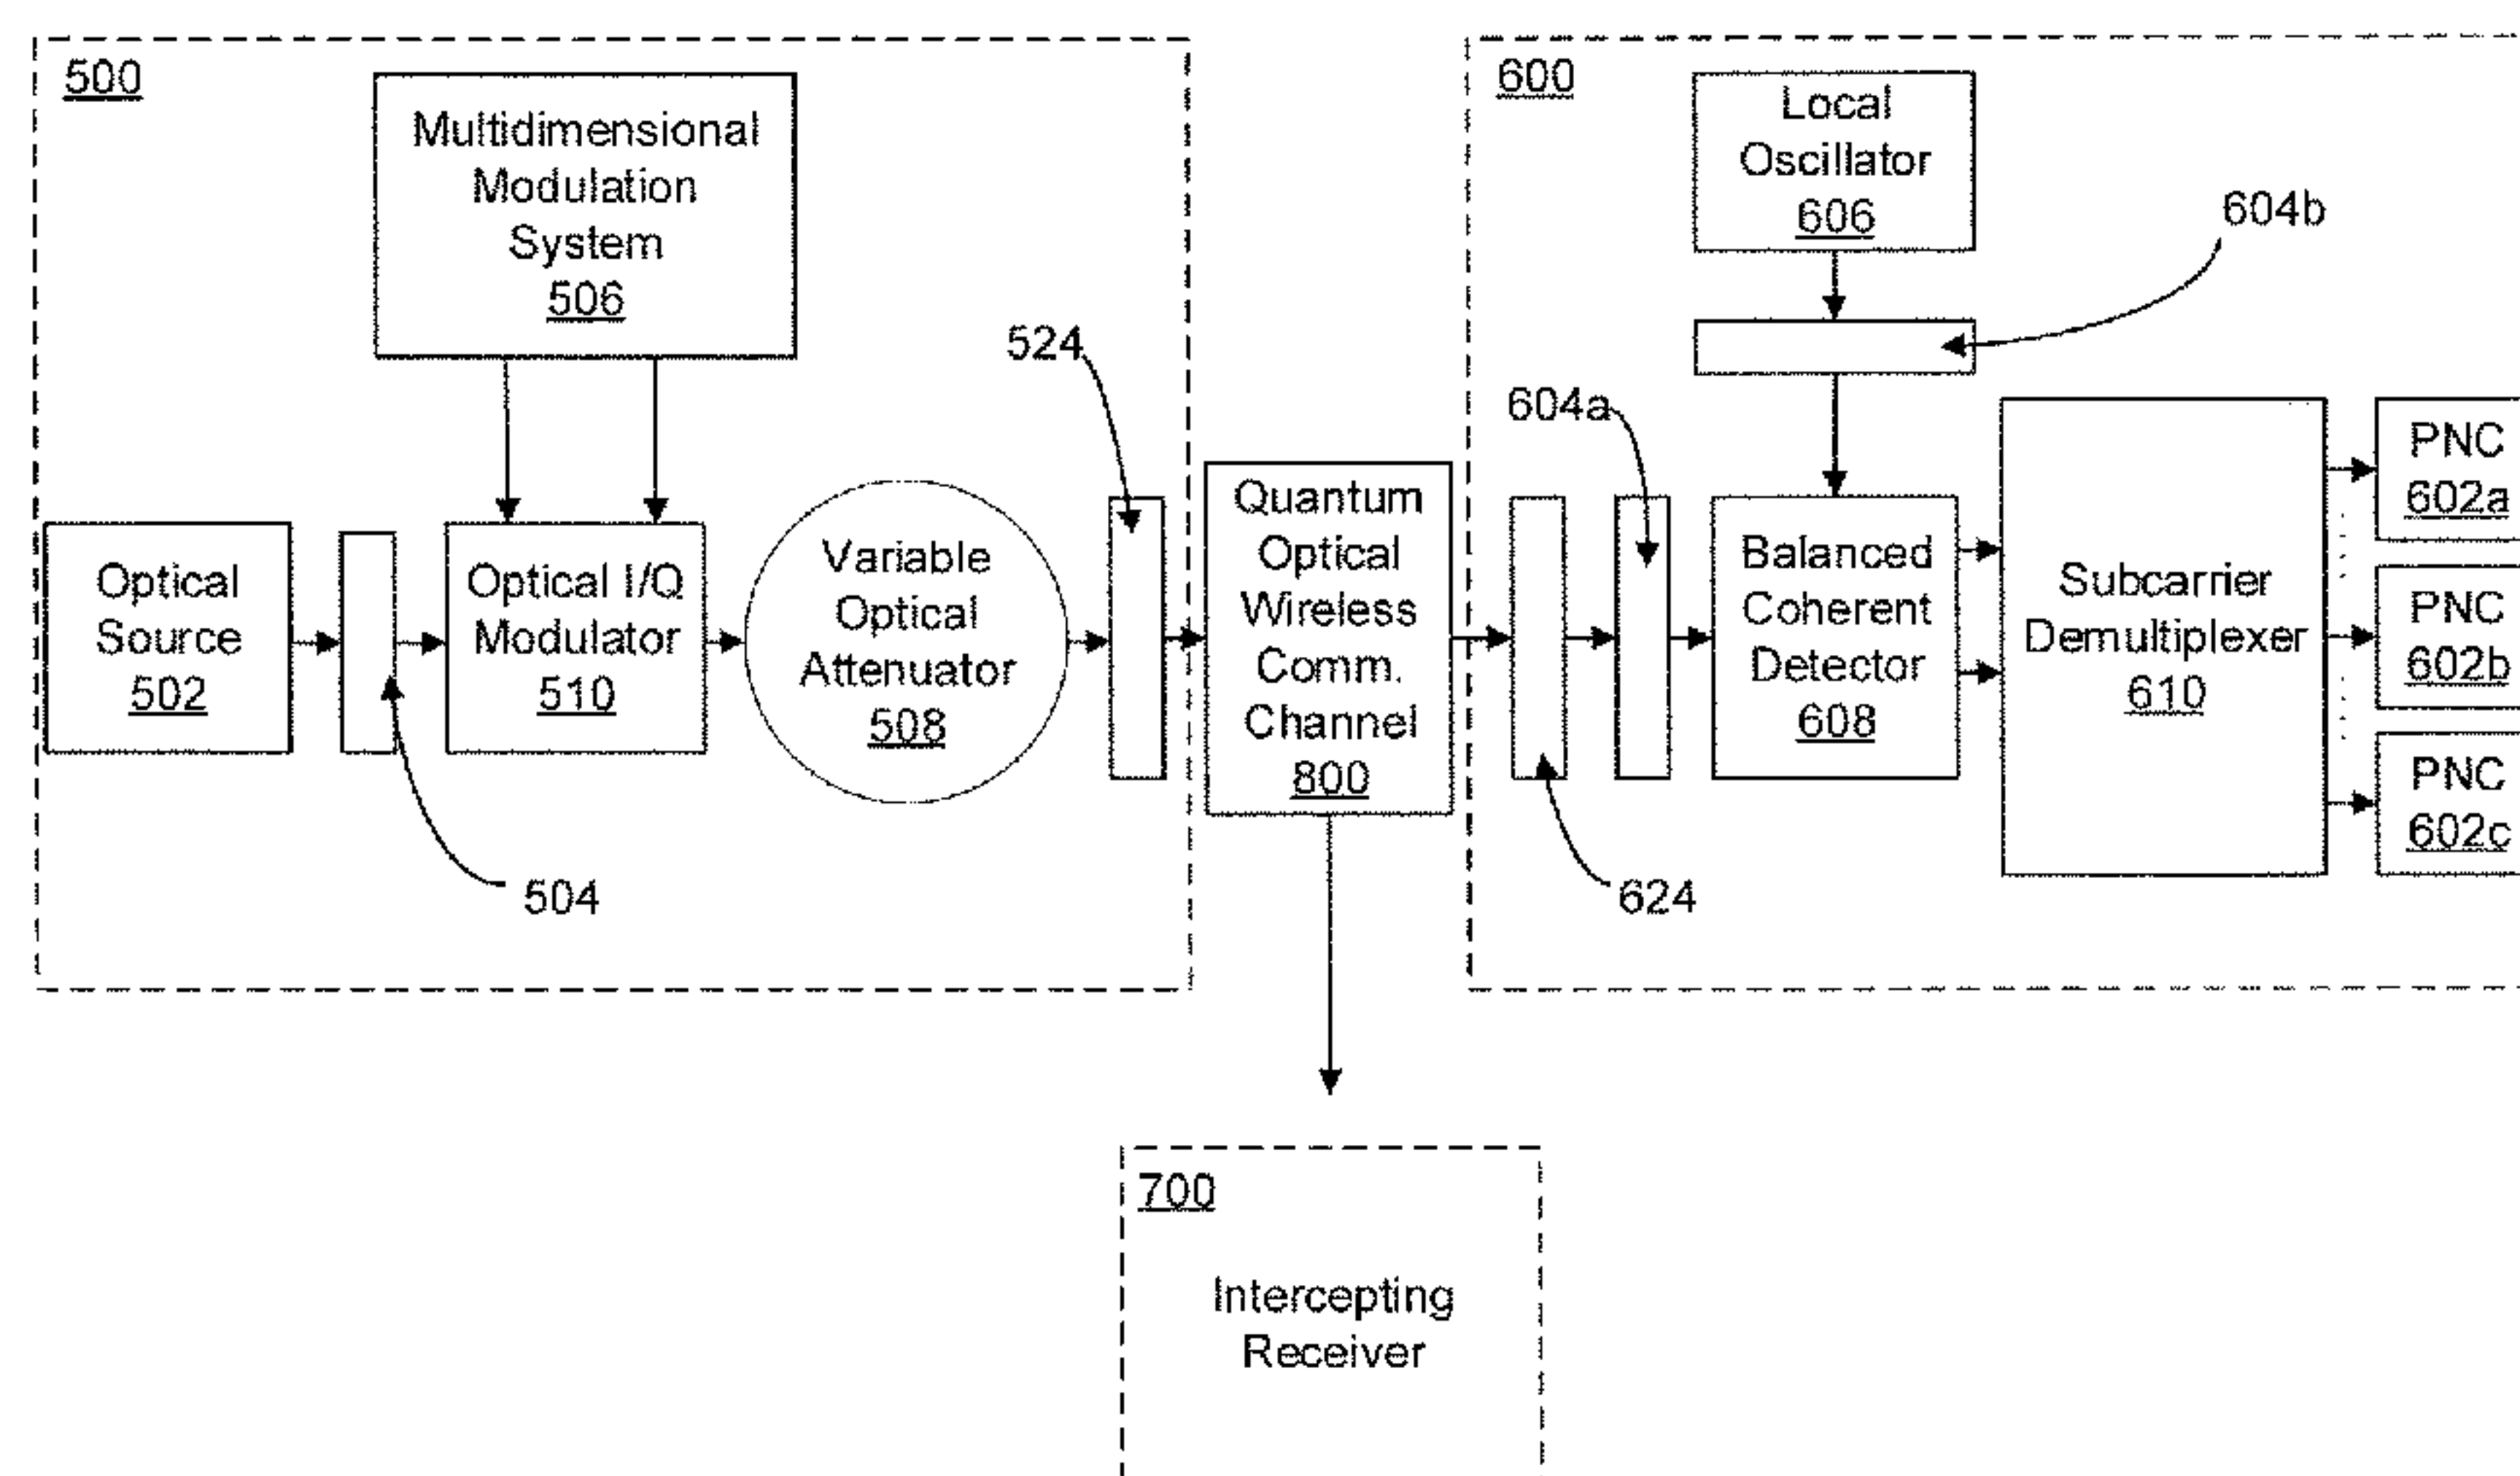 500
Multidimensional
Modulation
System
506
524
Optical
Source
502
504
Optical I/Q
Modulator
510
Variable
Optical
Attenuator
508
Quantum
Optical
Wireless
Comm.
Channel
800
600
Local
Oscillator
606
604b
604a
624
Balanced
Coherent
Detector
608
Subcarrier
Demultiplexer
610
PNC
602a
PNC
602b
PNC
602c
700
Intercepting
Receiver